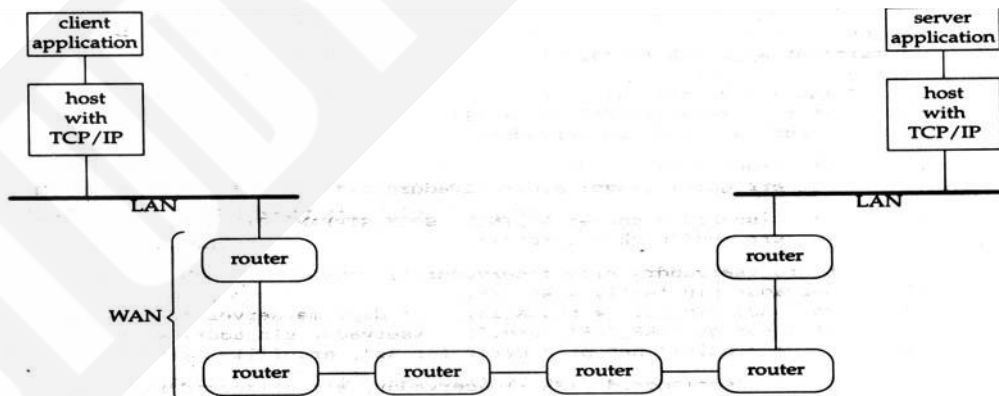 client
application
server
application
host
with
TCP/IP
host
with
TCP/IP
LAN
LAN
router
router
WAN
router
router
router
router